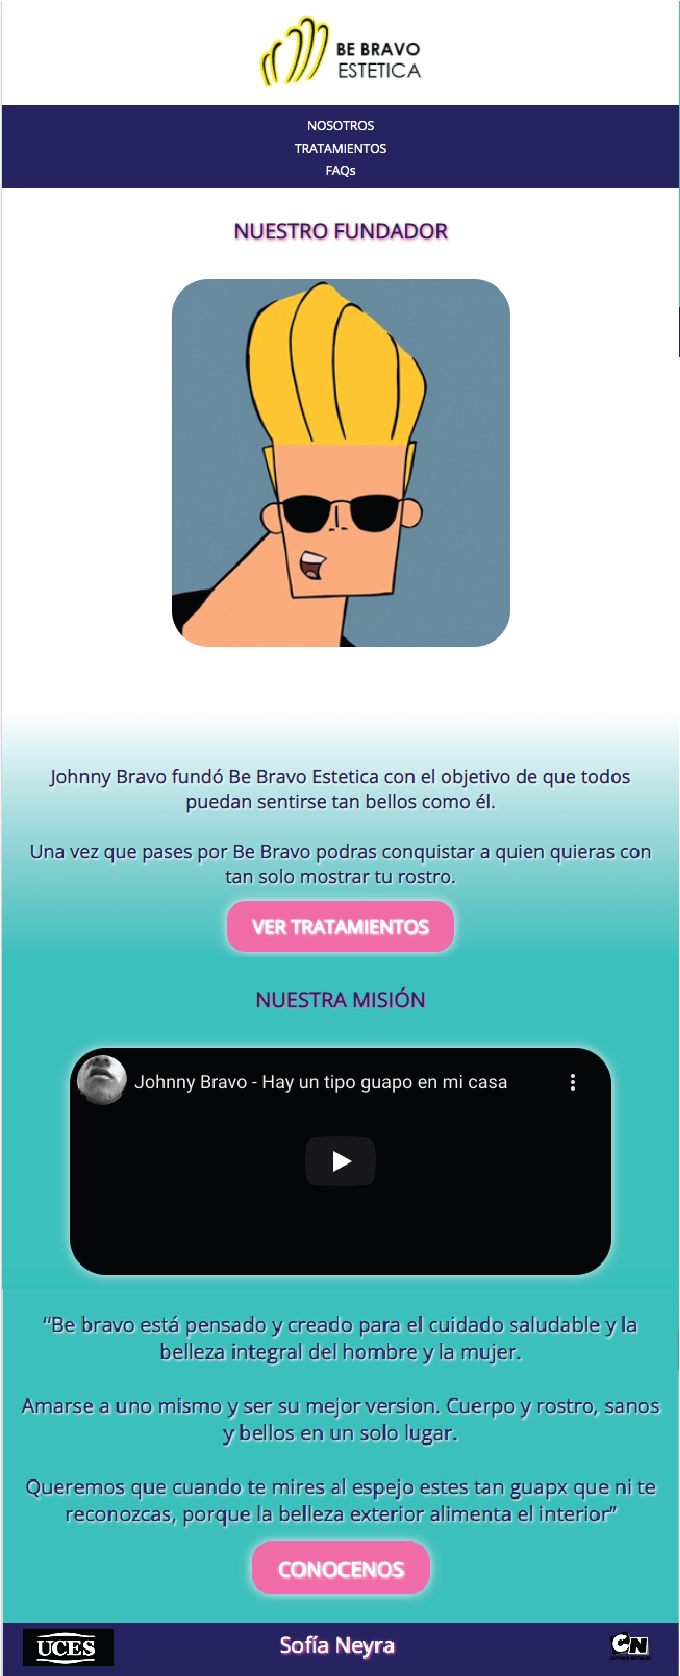 BE BRAVO
ESTETICA
NOSOTROS
TRATAMIENTOS
FAQs
NUESTRO FUNDADOR
Johnny Bravo fundó Be Bravo Estetica con el objetivo de que todos
puedan sentirse tan bellos como él.
Una vez que pases por Be Bravo podras conquistar a quien quieras con
tan solo mostrar tu rostro.
VER TRATAMIENTOS
NUESTRA MISIÓN
Johnny Bravo - Hay un tipo guapo en mi casa
“Be bravo está pensado y creado para el cuidado saludable y la
belleza integral del hombre y la mujer.
Amarse a uno mismo y ser su mejor version. Cuerpo y rostro, sanos
y bellos en un solo lugar.
Queremos que cuando te mires al espejo estes tan guapx que ni te
reconozcas, porque la belleza exterior alimenta el interior”
CONOCENOS
UCES
Sofía Neyra
CN